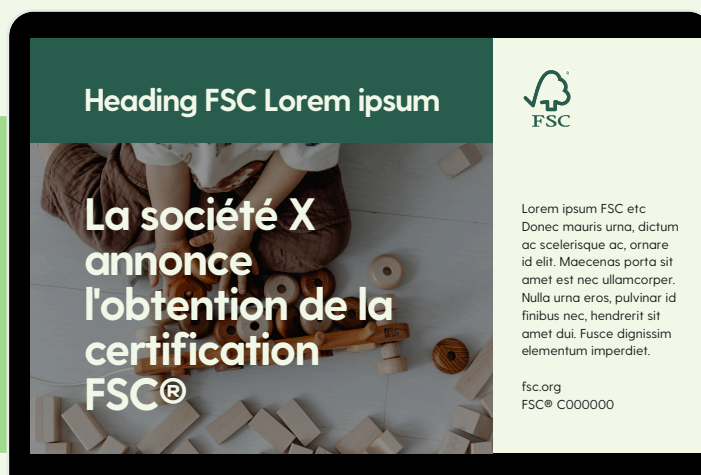 Heading FSC Lorem ipsum
La société X
annonce
l'obtention de la
certification
FSC®
FSC
Lorem ipsum FSC etc
Donec mauris urna, dictum
ac scelerisque ac, ornare
id elit. Maecenas porta sit
amet est nec ullamcorper.
Nulla urna eros, pulvinar id
finibus nec, hendrerit sit
amet dui. Fusce dignissim
elementum imperdiet.
fsc.org
FSC® C000000